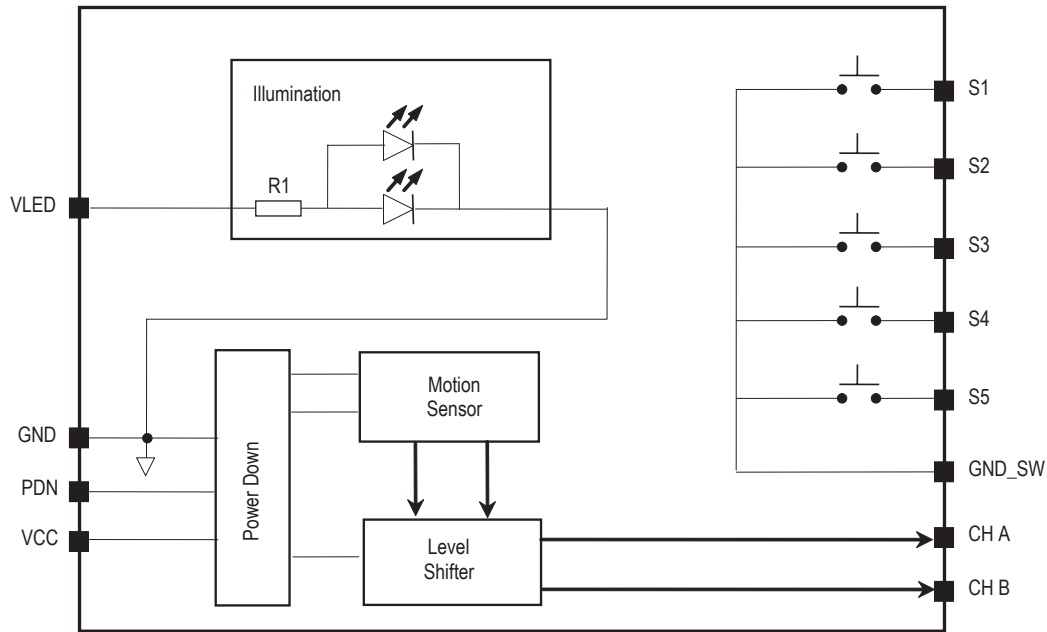 Illumination
R1
VLED
S1
S2
S3
S4
S5
Motion
Sensor
GND
PDN
VCC
Power Down
Level
Shifter
GND_SW
CH A
CH B